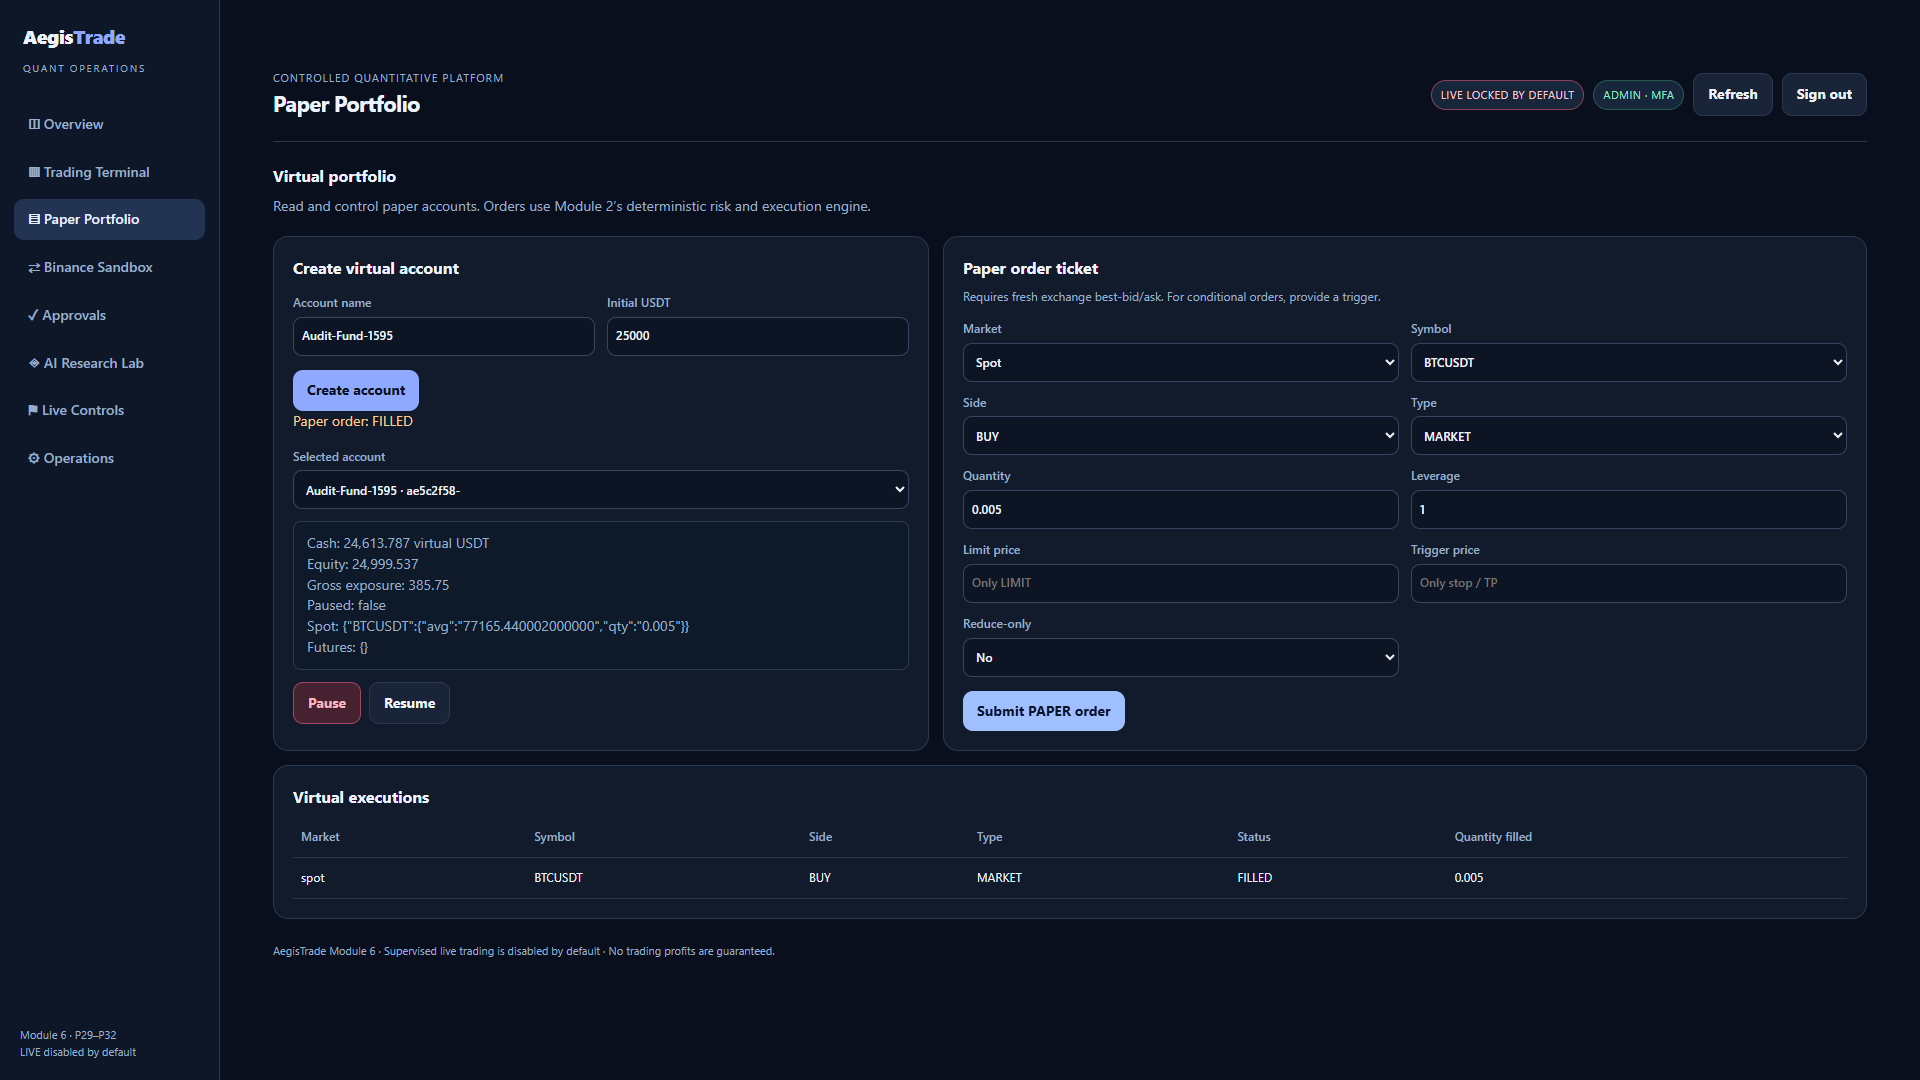 AegisTrade
QUANT OPERATIONS
Overview
Trading Terminal
Paper Portfolio
Binance Sandbox
Approvals
AI Research Lab
Live Controls
Operations
Module 6 · P29–P32
LIVE disabled by default
CONTROLLED QUANTITATIVE PLATFORM
Paper Portfolio
LIVE LOCKED BY DEFAULT
ADMIN · MFA
Refresh
Sign out
Virtual portfolio
Read and control paper accounts. Orders use Module 2's deterministic risk and execution engine.
Create virtual account
Account name
Initial USDT
Audit-Fund-1595
25000
Create account
Paper order: FILLED
Selected account
Audit-Fund-1595 · ae5c2f58-
Cash: 24,613.787 virtual USDT
Equity: 24,999.537
Gross exposure: 385.75
Paused: false
Spot: {"BTCUSDT":{"avg":"77165.440002000000","qty":"0.005"}}
Futures: {}
Pause
Resume
Paper order ticket
Requires fresh exchange best-bid/ask. For conditional orders, provide a trigger.
Market
Symbol
Spot
BTCUSDT
Side
Type
BUY
MARKET
Quantity
Leverage
0.005
1
Limit price
Trigger price
Only LIMIT
Only stop / TP
Reduce-only
No
Submit PAPER order
Virtual executions
Market Symbol Side Type Status Quantity filled
spot BTCUSDT BUY MARKET FILLED 0.005
AegisTrade Module 6 · Supervised live trading is disabled by default · No trading profits are guaranteed.